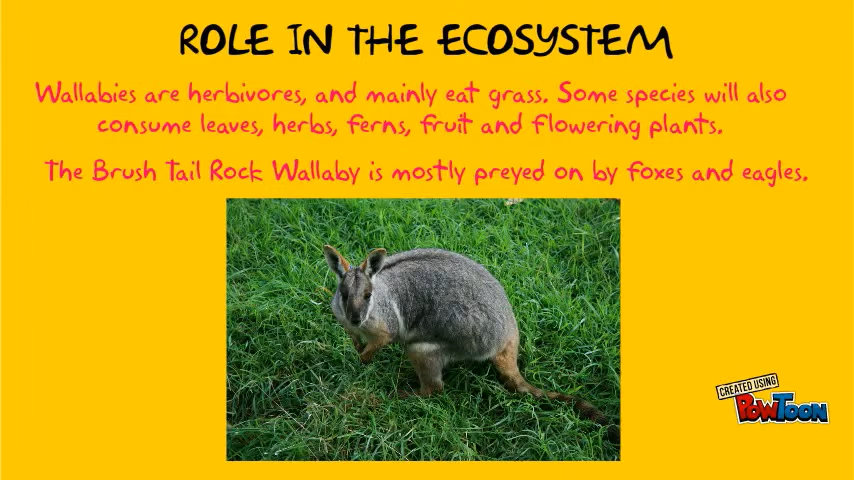 ROLE IN THE ECOSYSTEM
Wallabies are herbivores, and mainly eat grass. Some species will also
consume leaves, herbs, ferns, fruit and flowering plants.
The Brush Tail Rock Wallaby is mostly preyed on by foxes and eagles.
CREATED USING
PowToon